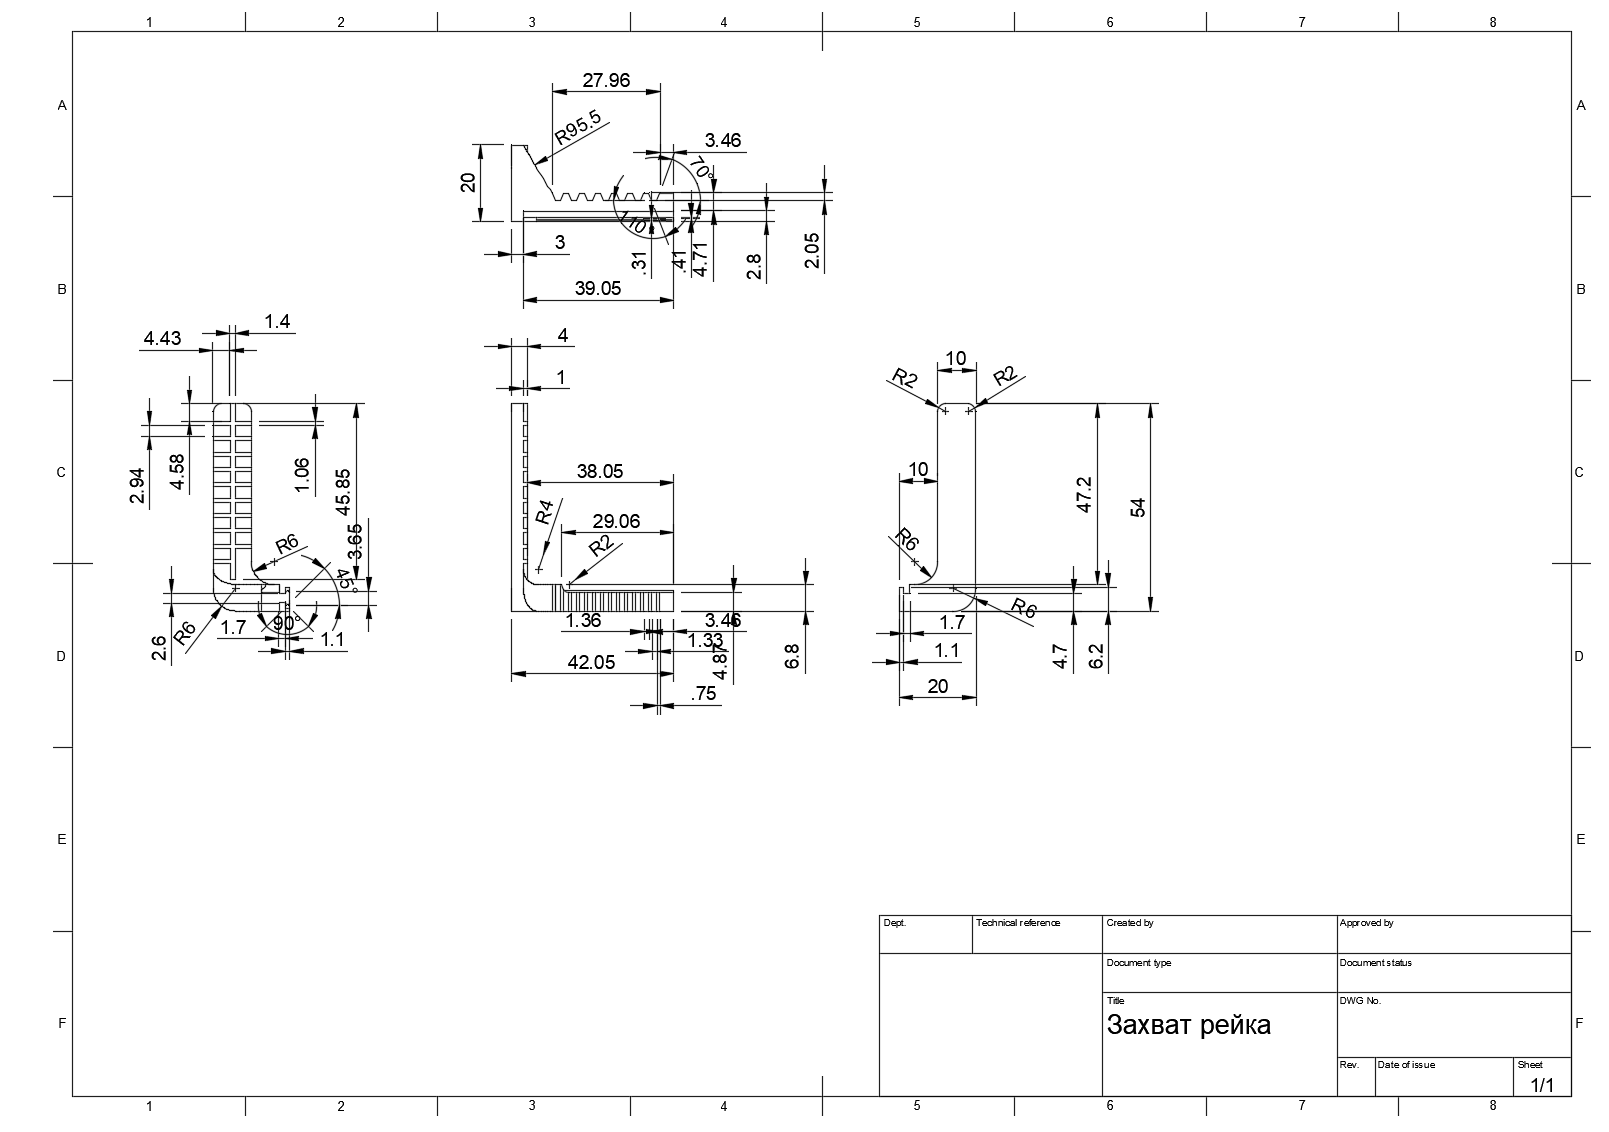 1 2 3 4 5 6 7 8
A A
B B
C C
D D
E E
F F
27.96
R95.5
3.46
70°
20
110°
3
.31
.41
4.71
2.8
2.05
39.05
1.4
4.43
2.94
4.58
1.06
45.85
3.65
R6
45°
90°
R6
2.6
1.7
1.1
4
1
38.05
R4
29.06
R2
1.36
3.46
1.33
4.87
6.8
42.05
.75
10
R2
R2
10
47.2
54
R6
R6
1.7
1.1
4.7
6.2
20
Dept.
Technical reference
Created by
Approved by
Document type
Document status
Title
Захват рейка
DWG No.
Rev.
Date of issue
Sheet
1/1
1 2 3 4 5 6 7 8